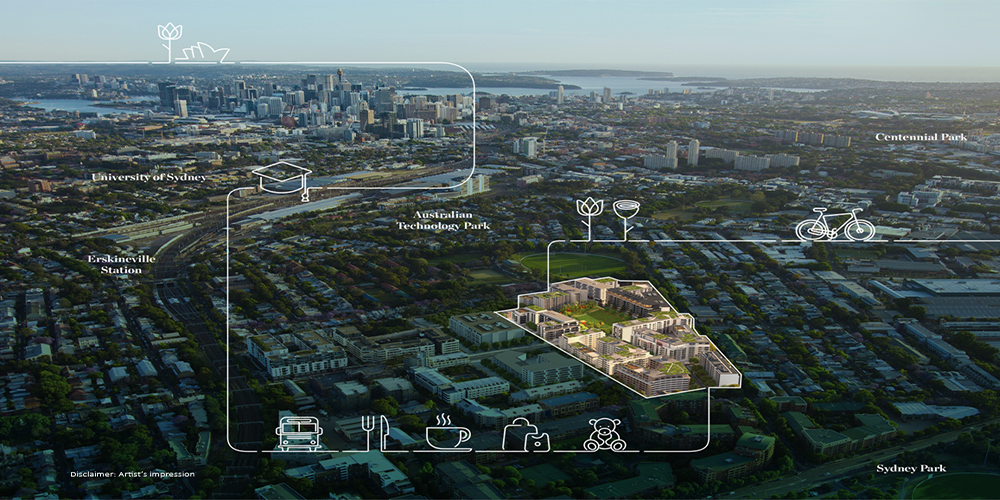 Centennial Park
University of Sydney
Australian
Technology Park
Erskineville
Station
Sydney Park
Disclaimer: Artist's impression